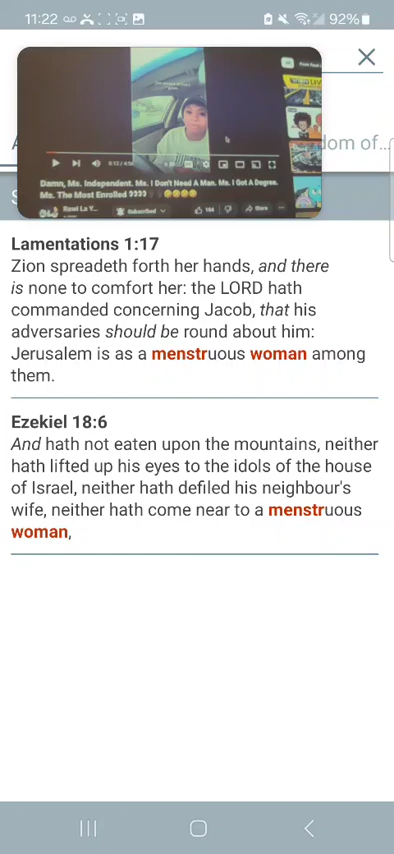 11:22
92%
dom of...
Damn, Ms. Independent. Ms. I Don't Need A Man. Ms. I Got A Degree.
Ms. The Most Enrolled ????
Subscribed
Share
Lamentations 1:17
Zion spreadeth forth her hands, and there
is none to comfort her: the LORD hath
commanded concerning Jacob, that his
adversaries should be round about him:
Jerusalem is as a menstruous woman among
them.
Ezekiel 18:6
And hath not eaten upon the mountains, neither
hath lifted up his eyes to the idols of the house
of Israel, neither hath defiled his neighbour's
wife, neither hath come near to a menstruous
woman,